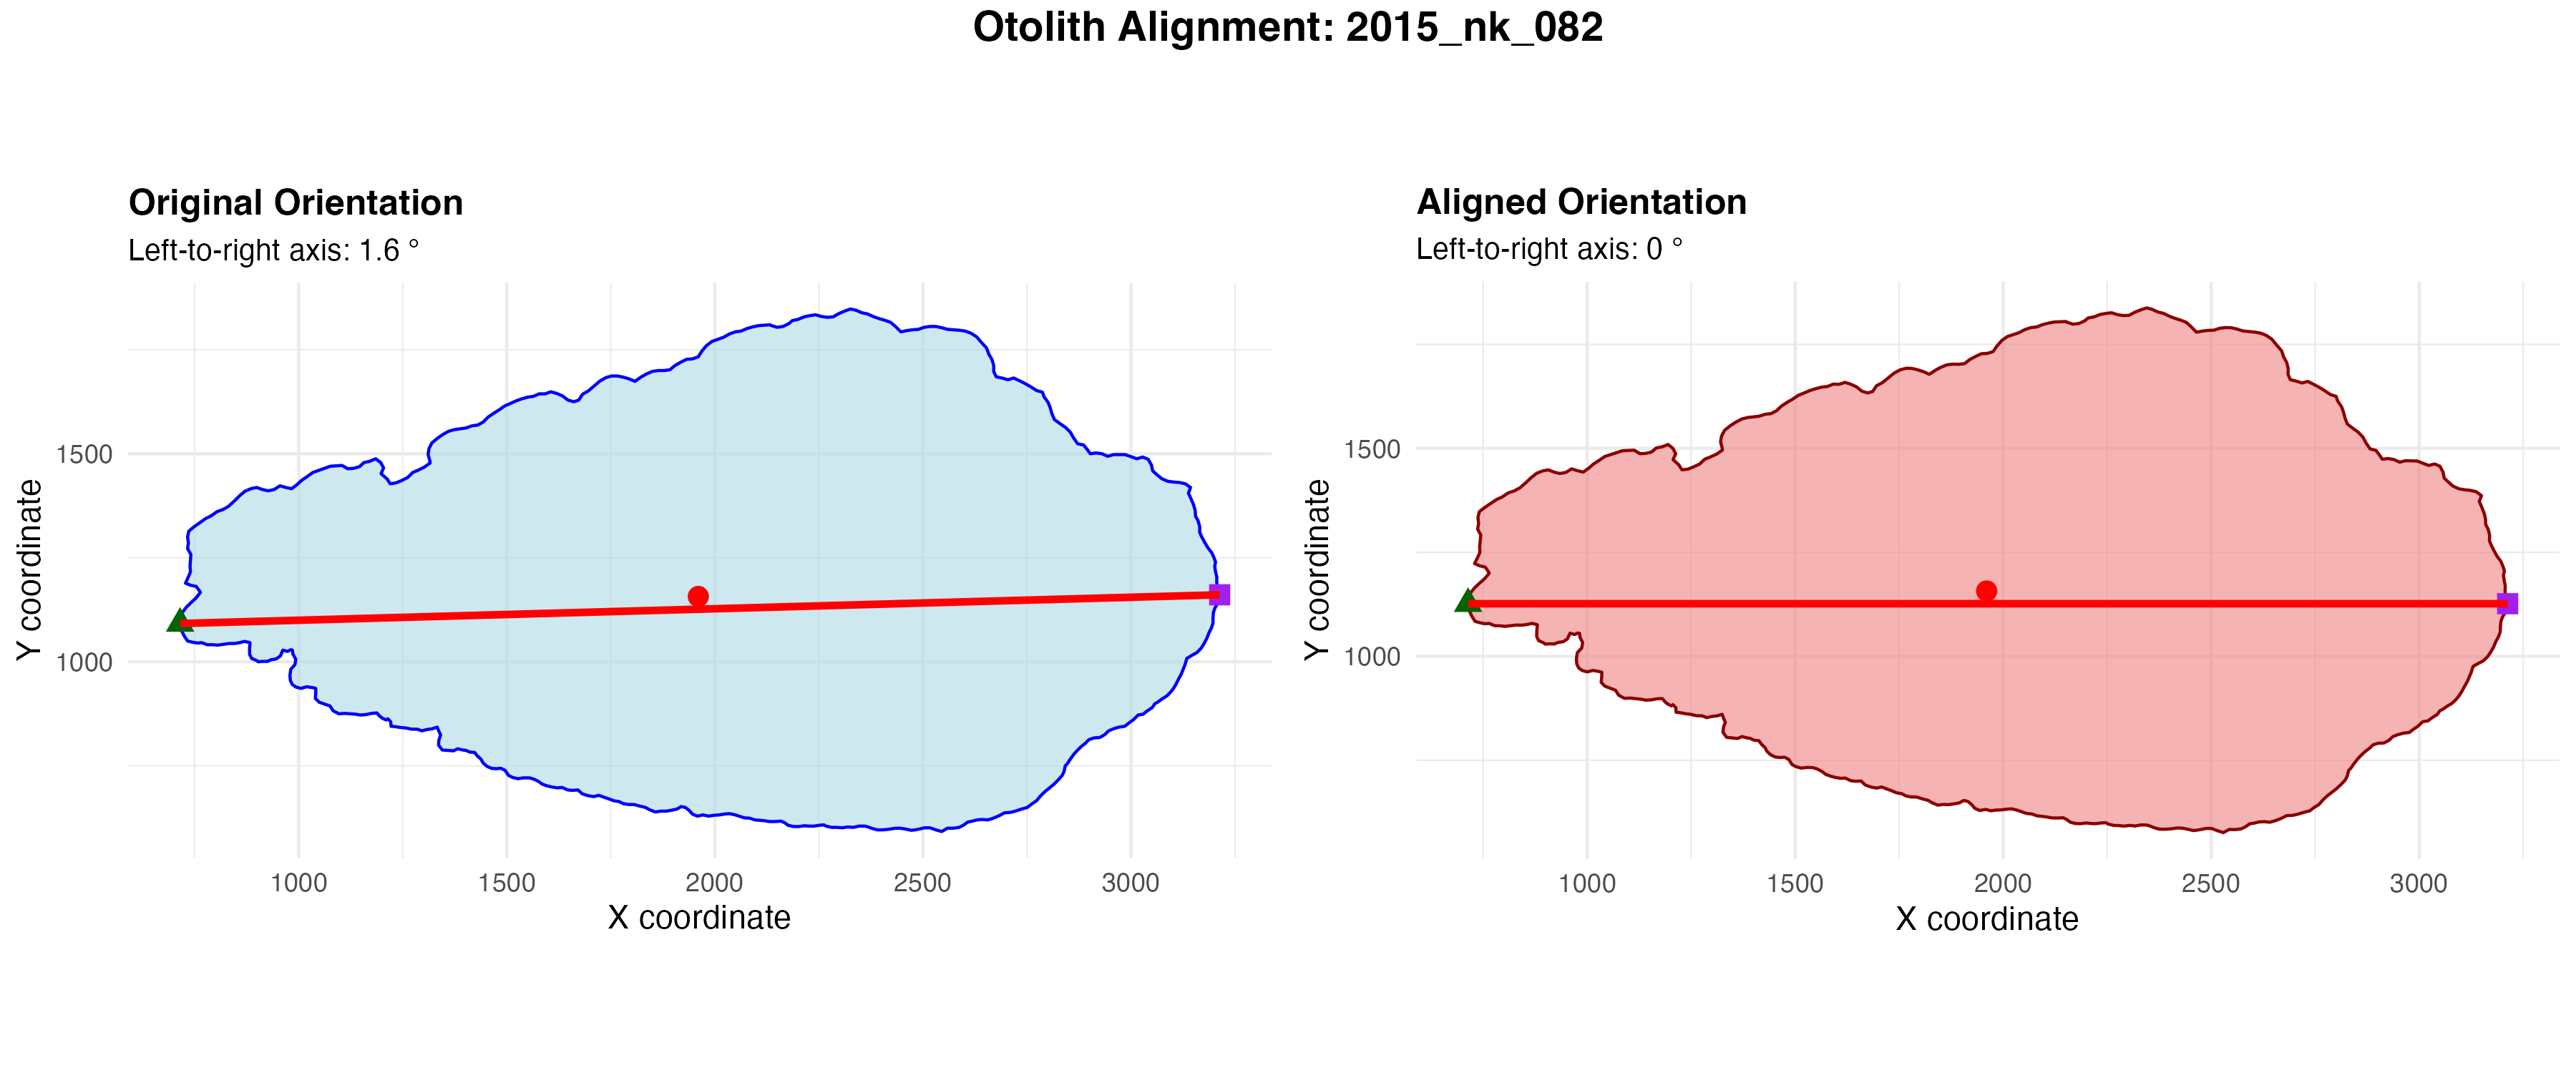 Otolith Alignment: 2015_nk_082
Original Orientation
Left-to-right axis: 1.6 °
Y coordinate
1500
1000
1000 1500 2000 2500 3000
X coordinate
Aligned Orientation
Left-to-right axis: 0 °
Y coordinate
1500
1000
1000 1500 2000 2500 3000
X coordinate